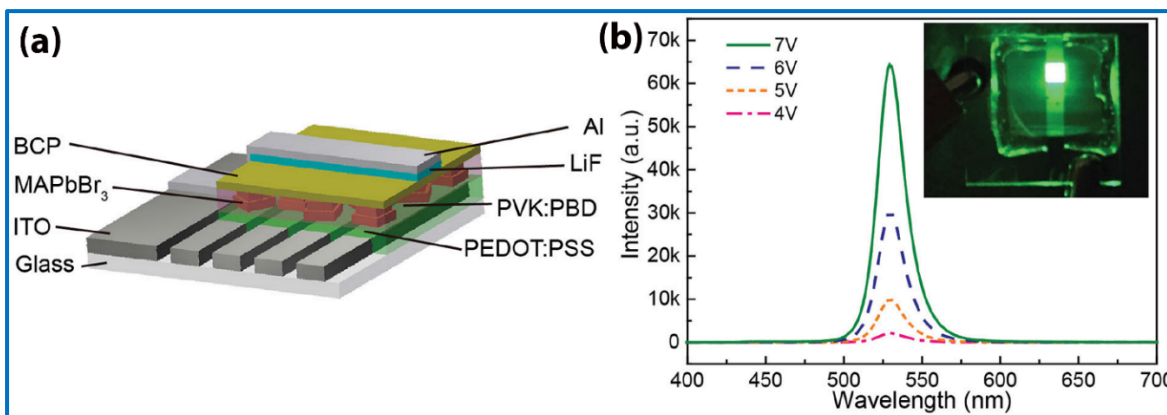 (a)
BCP
MAPbBr₃
ITO
Glass
Al
LiF
PVK:PBD
PEDOT:PSS
(b)
70k
60k
50k
40k
30k
20k
10k
0
Intensity (a.u.)
7V
6V
5V
4V
400 450 500 550 600 650 700
Wavelength (nm)